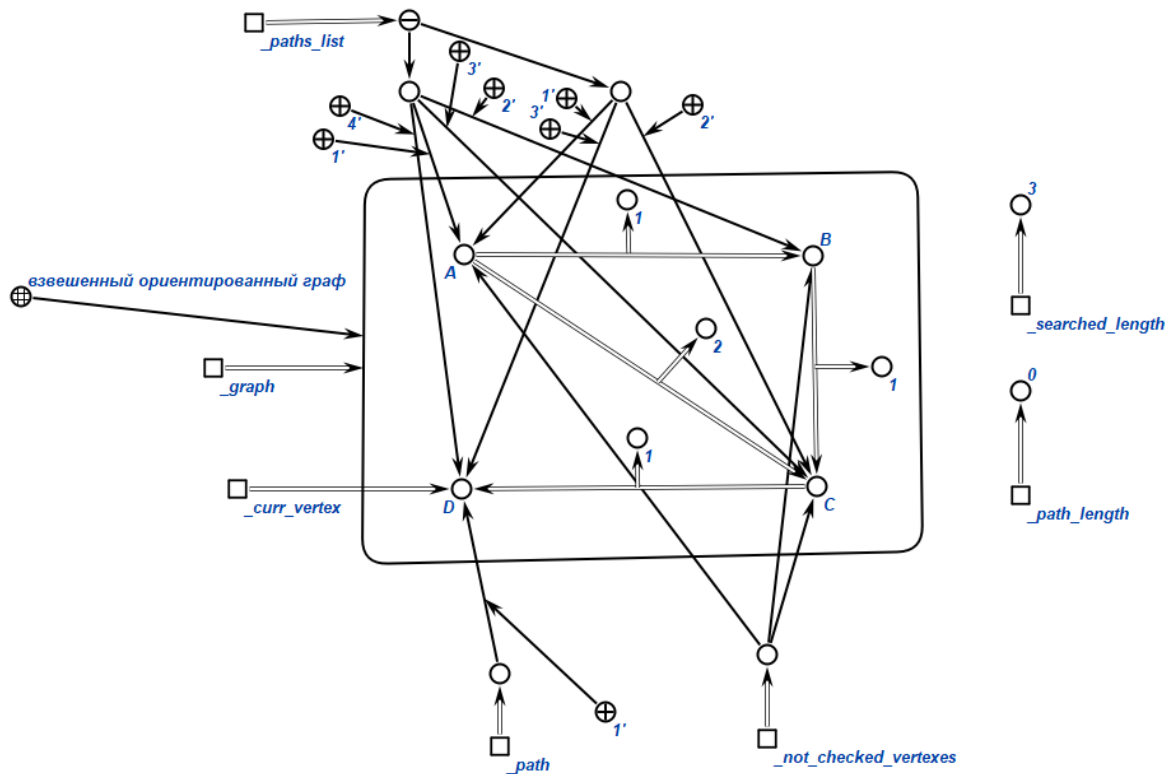 _paths_list
3'
2'
1'
3'
2'
4'
1'
3
1
B
A
взвешенный ориентированный граф
_searched_length
2
_graph
1
0
1
_curr_vertex
D
C
_path_length
1'
_path
_not_checked_vertexes